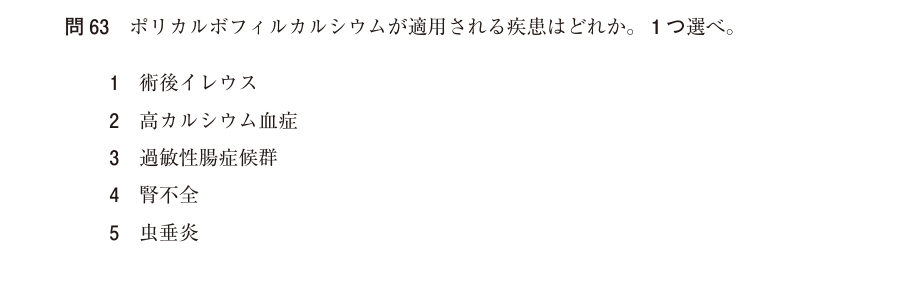 問 63 ポリカルボフィルカルシウムが適用される疾患はどれか。1つ選べ。
1 術後イレウス
2 高カルシウム血症
3 過敏性腸症候群
4 腎不全
5 虫垂炎